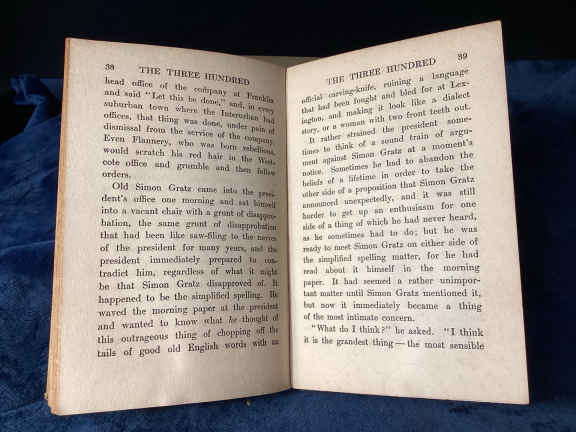 38 THE THREE HUNDRED
head office of the company at Franklin
and said "Let this be done," and, in every
suburban town where the Interurban had
offices, that thing was done, under pain of
dismissal from the service of the company.
Even Flannery, who was born rebellious,
would scratch his red hair in the West-
cote office and grumble and then follow
orders.
Old Simon Gratz came into the presi-
dent's office one morning and sat himself
into a vacant chair with a grunt of disappro-
bation, the same grunt of disapprobation
that had been like saw-filing to the nerves
of the president for many years, and the
president immediately prepared to con-
tradict him, regardless of what it might
be that Simon Gratz disapproved of. It
happened to be the simplified spelling. He
waved the morning paper at the president
and wanted to know what he thought of
this outrageous thing of chopping off the
tails of good old English words with an
THE THREE HUNDRED 39
official carving-knife, ruining a language
that had been fought and bled for at Lex-
ington, and making it look like a dialect
story, or a woman with two front teeth out.
It rather strained the president some-
times to think of a sound train of argu-
ment against Simon Gratz at a moment's
notice. Sometimes he had to abandon the
beliefs of a lifetime in order to take the
other side of a proposition that Simon Gratz
announced unexpectedly, and it was still
harder to get up an enthusiasm for one
side of a thing of which he had never heard,
as he sometimes had to do; but he was
ready to meet Simon Gratz on either side of
the simplified spelling matter, for he had
read about it himself in the morning
paper. It had seemed a rather unimpor-
tant matter until Simon Gratz mentioned it,
but now it immediately became a thing
of the most intimate concern.
"What do I think?" he asked. "I think
it is the grandest thing — the most sensible